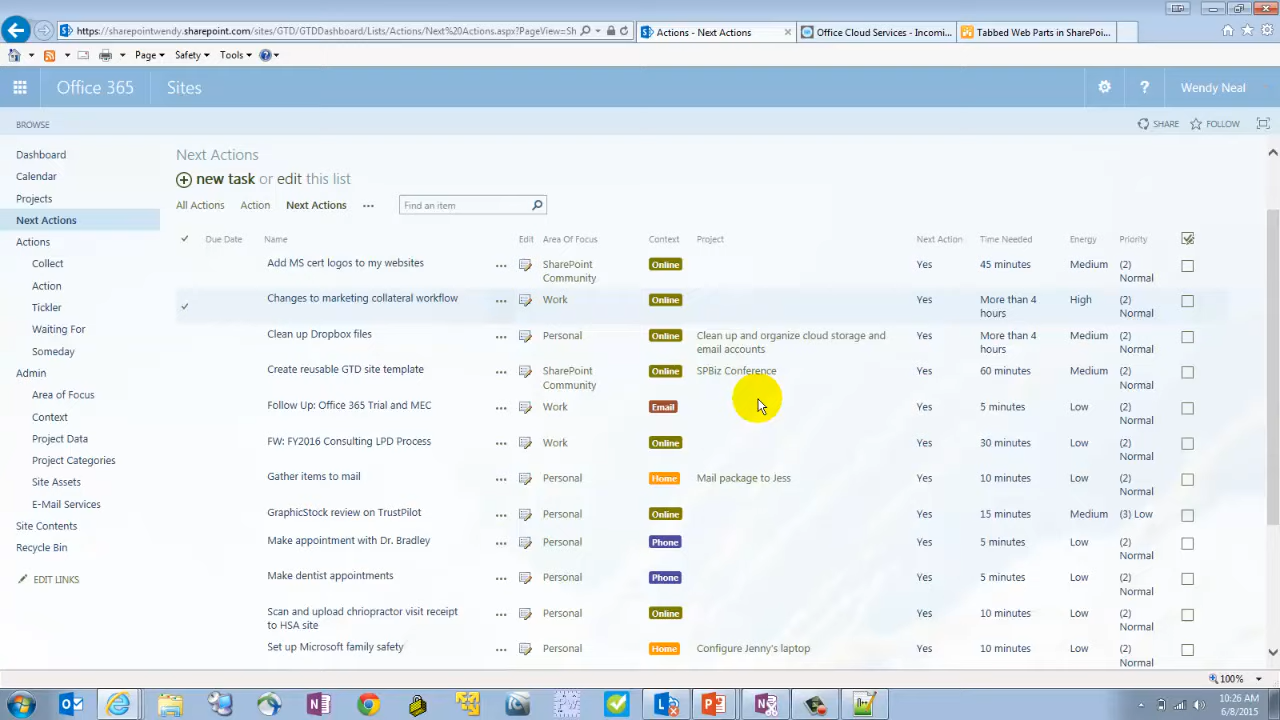 https://sharepointwendy.sharepoint.com/sites/GTD/GTDDashboard/Lists/Actions/Next%20Actions.aspx?PageView=Sh
Actions - Next Actions
Office Cloud Services - Incomi...
Tabbed Web Parts in SharePoi...
Page Safety Tools
Office 365 Sites ? Wendy Neal
BROWSE SHARE FOLLOW
Dashboard
Calendar
Projects
Next Actions
Actions
Collect
Action
Tickler
Waiting For
Someday
Admin
Area of Focus
Context
Project Data
Project Categories
Site Assets
E-Mail Services
Site Contents
Recycle Bin
EDIT LINKS
Next Actions
new task or edit this list
All Actions Action Next Actions ... Find an item
Due Date Name Edit Area Of Focus Context Project Next Action Time Needed Energy Priority
Add MS cert logos to my websites ... SharePoint Community Online Yes 45 minutes Medium (2) Normal
Changes to marketing collateral workflow ... Work Online Yes More than 4 hours High (2) Normal
Clean up Dropbox files ... Personal Online Clean up and organize cloud storage and email accounts Yes More than 4 hours Medium (2) Normal
Create reusable GTD site template ... SharePoint Community Online SPBiz Conference Yes 60 minutes Medium (2) Normal
Follow Up: Office 365 Trial and MEC ... Work Email Yes 5 minutes Low (2) Normal
FW: FY2016 Consulting LPD Process ... Work Online Yes 30 minutes Low (2) Normal
Gather items to mail ... Personal Home Mail package to Jess Yes 10 minutes Low (2) Normal
GraphicStock review on TrustPilot ... Personal Online Yes 15 minutes Medium (3) Low
Make appointment with Dr. Bradley ... Personal Phone Yes 5 minutes Low (2) Normal
Make dentist appointments ... Personal Phone Yes 5 minutes Low (2) Normal
Scan and upload chriopractor visit receipt to HSA site ... Personal Online Yes 10 minutes Low (2) Normal
Set up Microsoft family safety ... Personal Home Configure Jenny's laptop Yes 10 minutes Low (2) Normal
100%
10:26 AM
6/8/2015